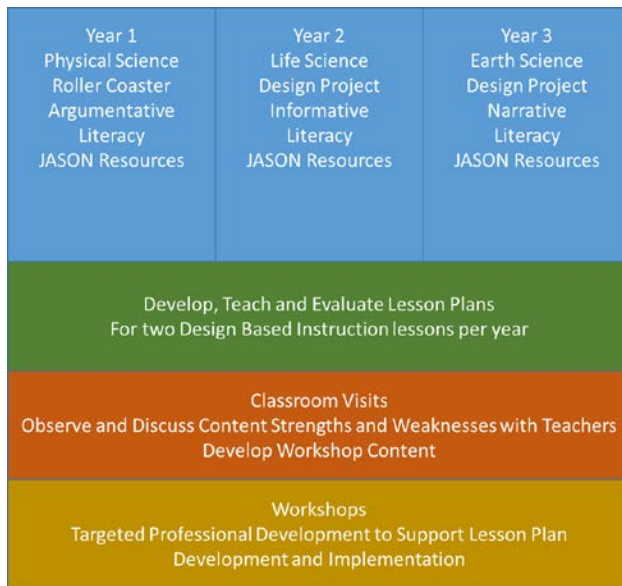 Year 1
Physical Science
Roller Coaster
Argumentative
Literacy
JASON Resources
Year 2
Life Science
Design Project
Informative
Literacy
JASON Resources
Year 3
Earth Science
Design Project
Narrative
Literacy
JASON Resources
Develop, Teach and Evaluate Lesson Plans
For two Design Based Instruction lessons per year
Classroom Visits
Observe and Discuss Content Strengths and Weaknesses with Teachers
Develop Workshop Content
Workshops
Targeted Professional Development to Support Lesson Plan
Development and Implementation